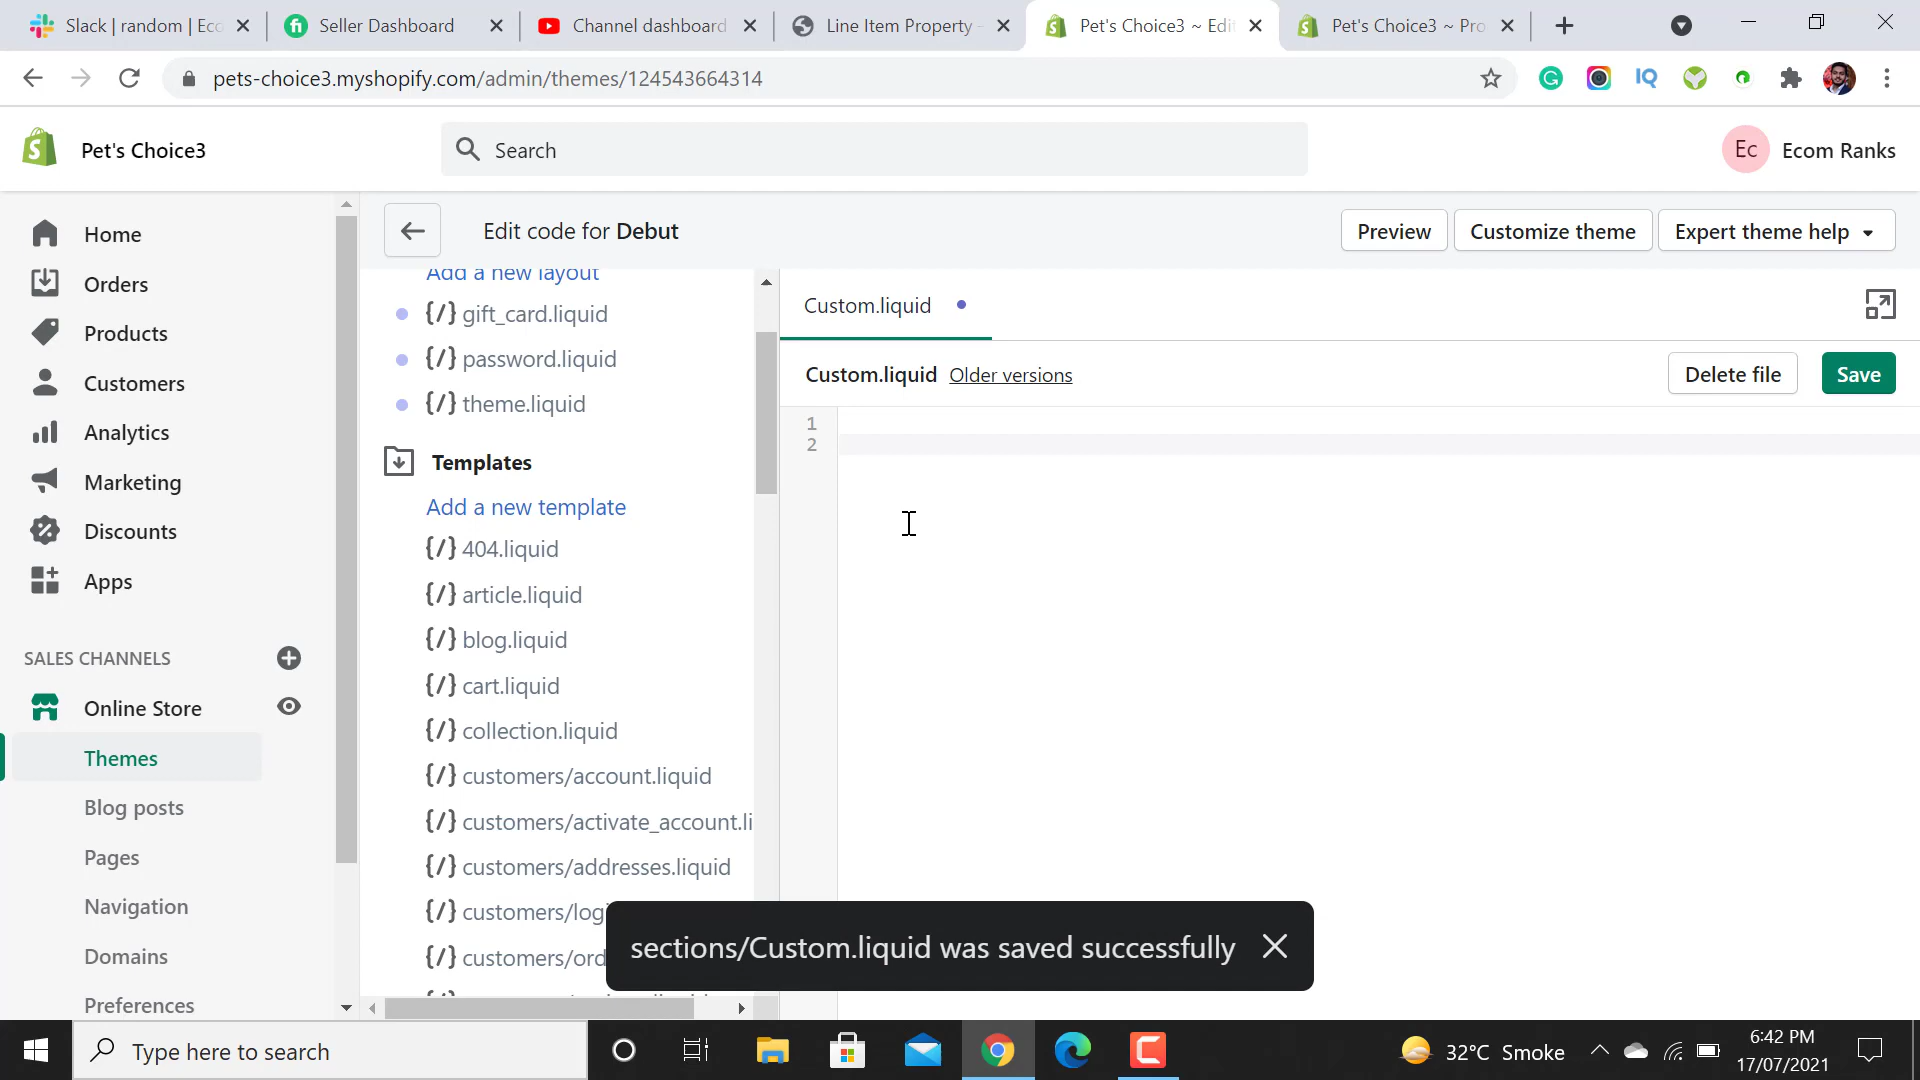 Slack | random | Eco
Seller Dashboard
Channel dashboard
Line Item Property -
Pet's Choice3 ~ Edi
Pet's Choice3 ~ Pro
pets-choice3.myshopify.com/admin/themes/124543664314
IQ
Pet's Choice3
Search
Ec
Ecom Ranks
Home
Orders
Products
Customers
Analytics
Marketing
Discounts
Apps
SALES CHANNELS
Online Store
Themes
Blog posts
Pages
Navigation
Domains
Preferences
Edit code for Debut
Preview
Customize theme
Expert theme help
Add a new layout
{/} gift_card.liquid
{/} password.liquid
{/} theme.liquid
Templates
Add a new template
{/} 404.liquid
{/} article.liquid
{/} blog.liquid
{/} cart.liquid
{/} collection.liquid
{/} customers/account.liquid
{/} customers/activate_account.li
{/} customers/addresses.liquid
{/} customers/logi
{/} customers/ord
Custom.liquid
Custom.liquid Older versions
Delete file
Save
1
2
sections/Custom.liquid was saved successfully
Type here to search
32°C Smoke
6:42 PM
17/07/2021